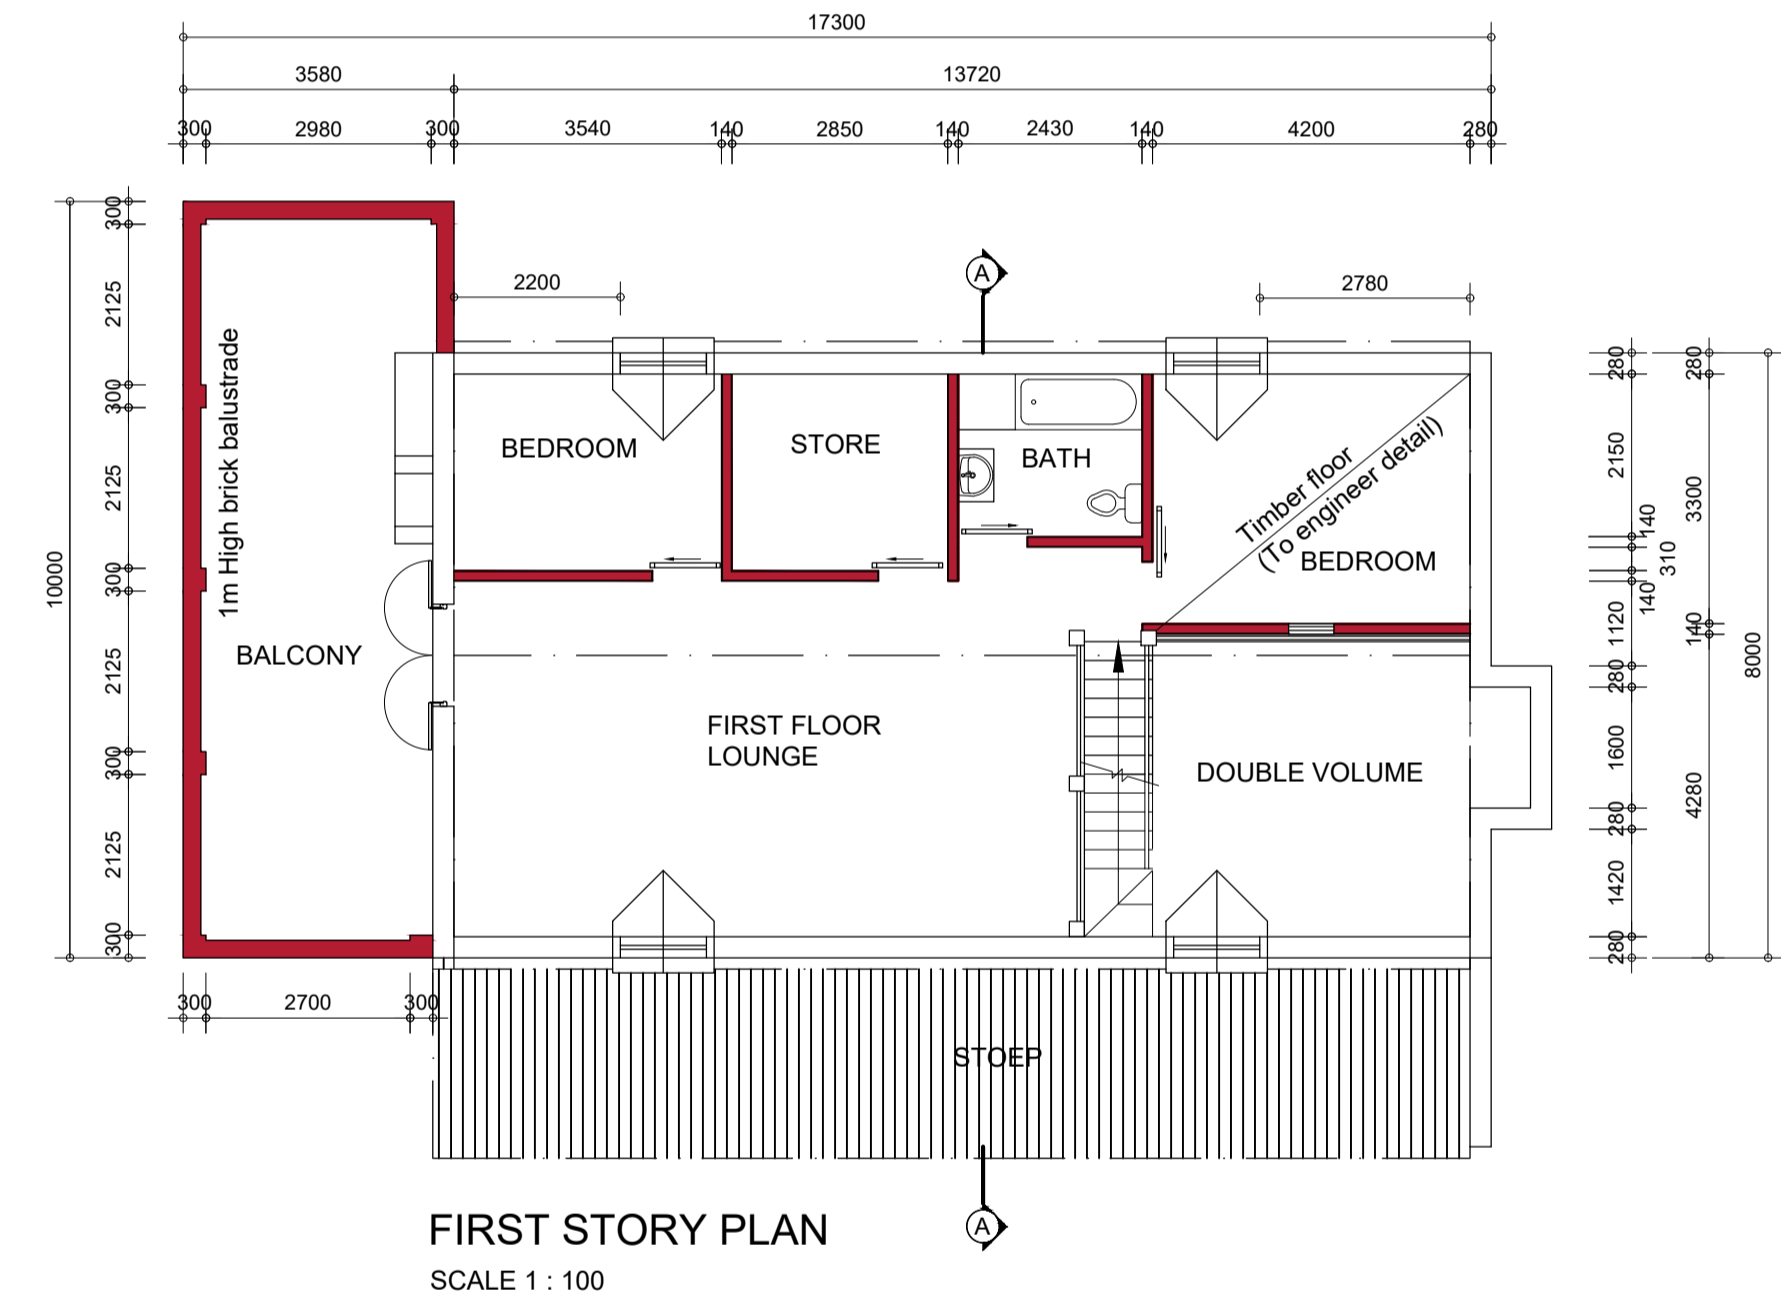 17300
3580
13720
300
2980
300
3540
140
2850
140
2430
140
4200
280
10000
300
2125
300
2125
300
2125
300
2125
300
2200
A
2780
1m High brick balustrade
BEDROOM
STORE
BATH
Timber floor
(To engineer detail)
BEDROOM
BALCONY
FIRST FLOOR
LOUNGE
DOUBLE VOLUME
280
2150
140
310
140
1120
280
1600
280
1420
280
280
3300
140
4280
8000
300
2700
300
STOEP
A
FIRST STORY PLAN
SCALE 1 : 100